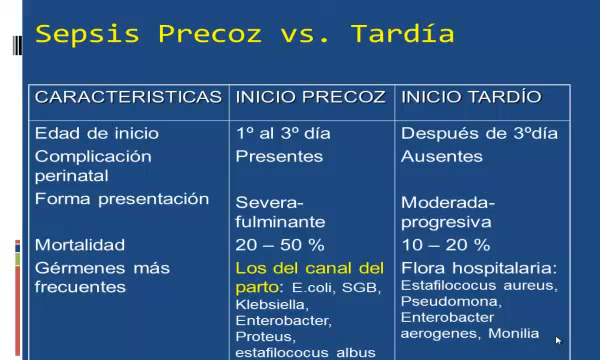 Sepsis Precoz vs. Tardía
CARACTERISTICAS INICIO PRECOZ INICIO TARDÍO
Edad de inicio 1º al 3º día Después de 3ºdía
Complicación perinatal Presentes Ausentes
Forma presentación Severa-fulminante Moderada-progresiva
Mortalidad 20 – 50 % 10 – 20 %
Gérmenes más frecuentes
Los del canal del
parto: E.coli, SGB,
Klebsiella,
Enterobacter,
Proteus,
estafilococus albus
Flora hospitalaria:
Estafilococus aureus,
Pseudomona,
Enterobacter
aerogenes, Monilia